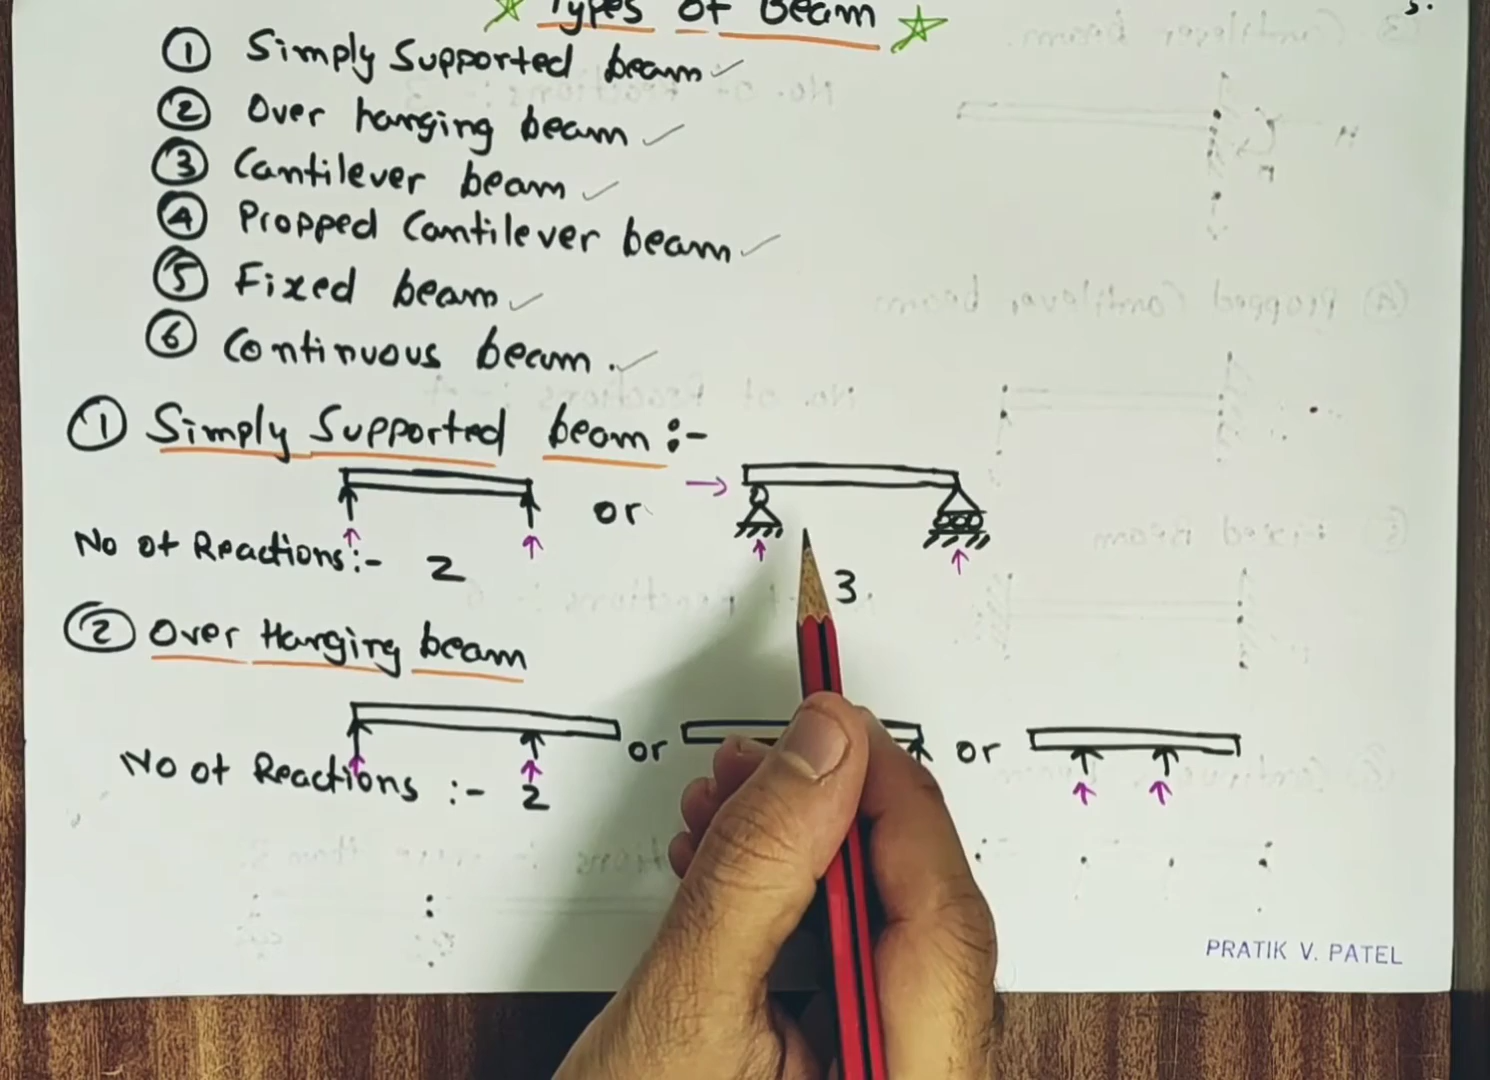 Types of Beam
① Simply Supported beam
② Over hanging beam
③ Cantilever beam
④ Propped Cantilever beam
⑤ Fixed beam
⑥ Continuous beam.
① Simply Supported beam :-
or
No of Reactions :- 2
3
② Over Hanging beam
or
or
No of Reactions :- 2
PRATIK V. PATEL